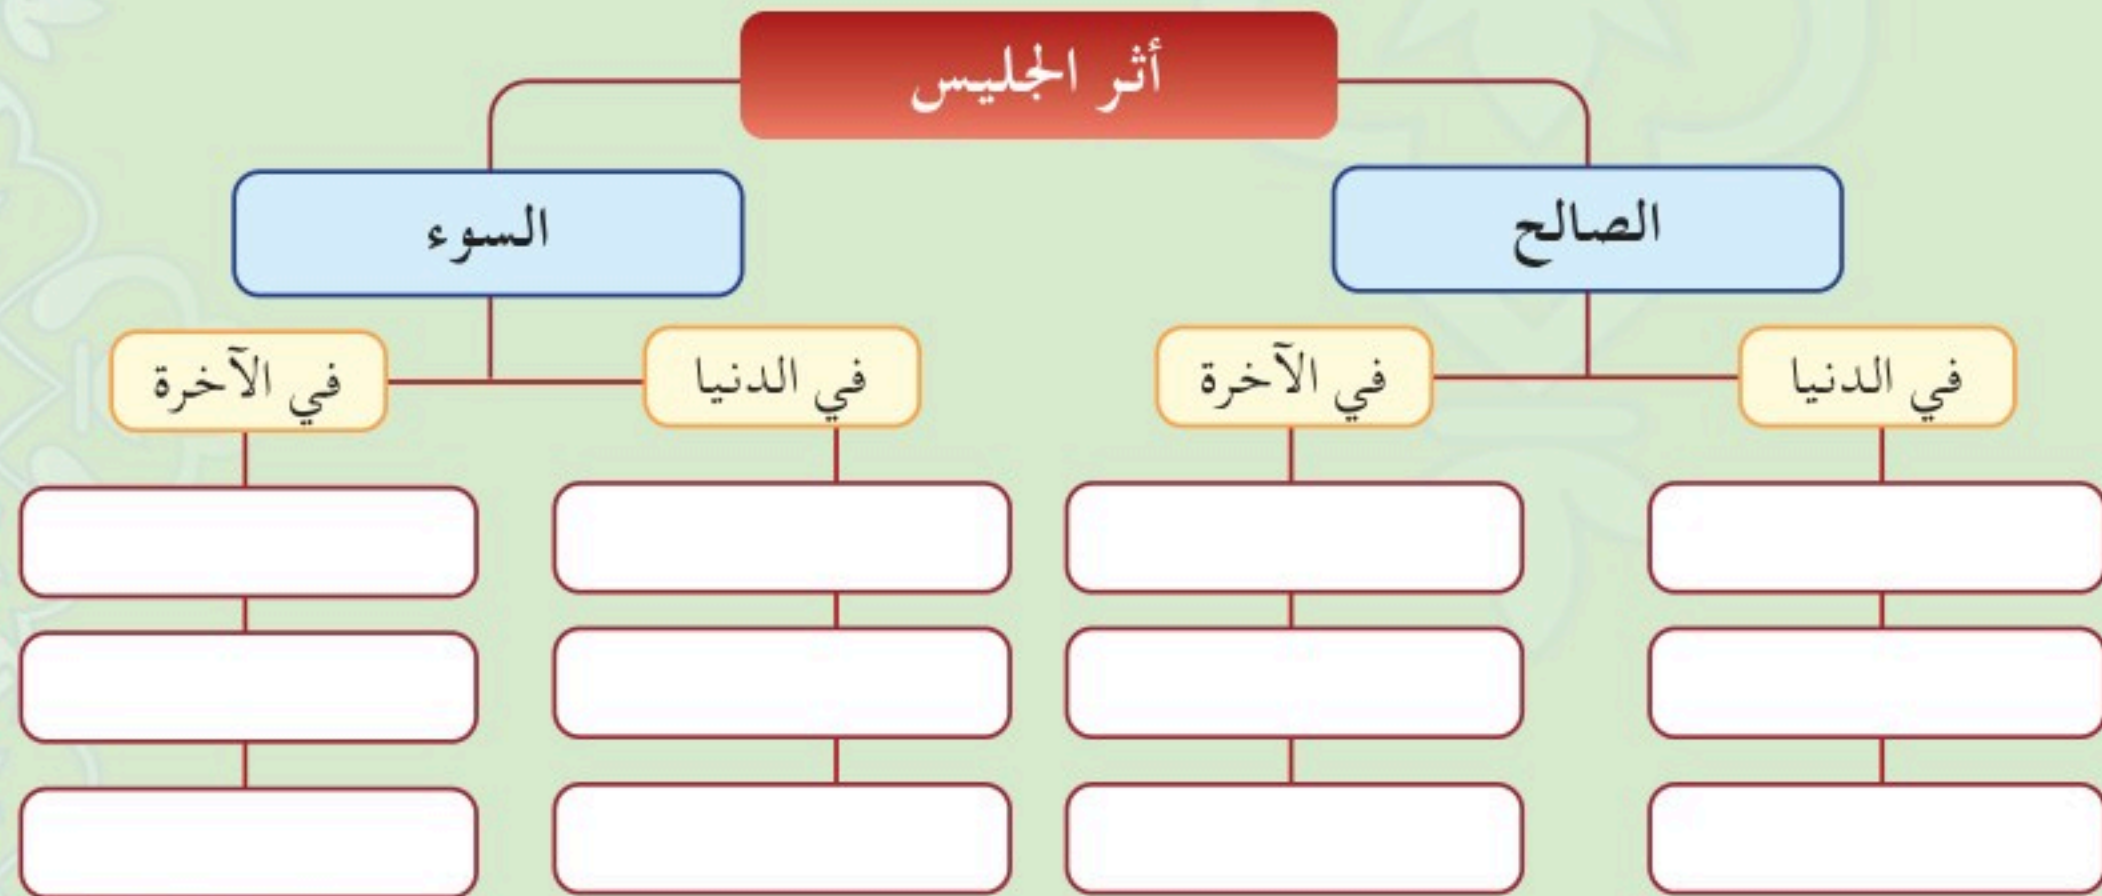 أثر الجليس
الصالح
السوء
في الدنيا
في الآخرة
في الدنيا
في الآخرة